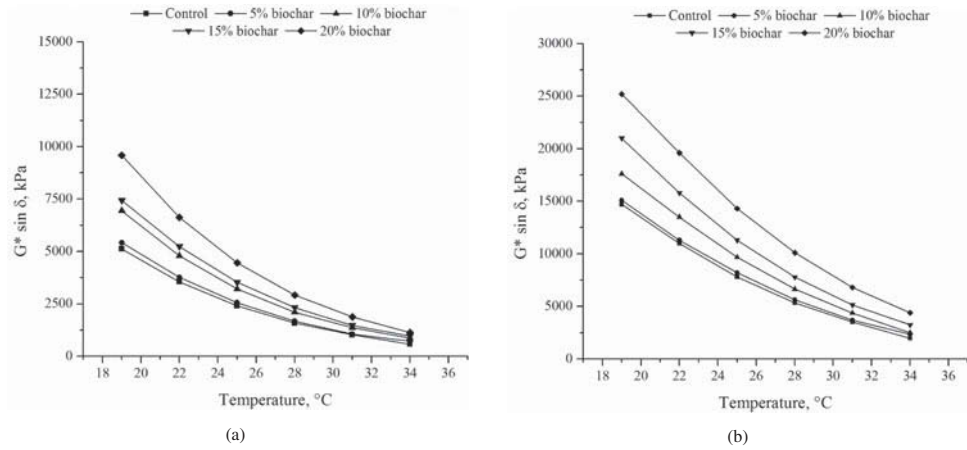 Control 5% biochar 10% biochar
15% biochar 20% biochar
15000
12500
10000
7500
5000
2500
0
G* sin δ, kPa
18 20 22 24 26 28 30 32 34 36
Temperature, °C
(a)
Control 5% biochar 10% biochar
15% biochar 20% biochar
30000
25000
20000
15000
10000
5000
0
G* sin δ, kPa
18 20 22 24 26 28 30 32 34 36
Temperature, °C
(b)